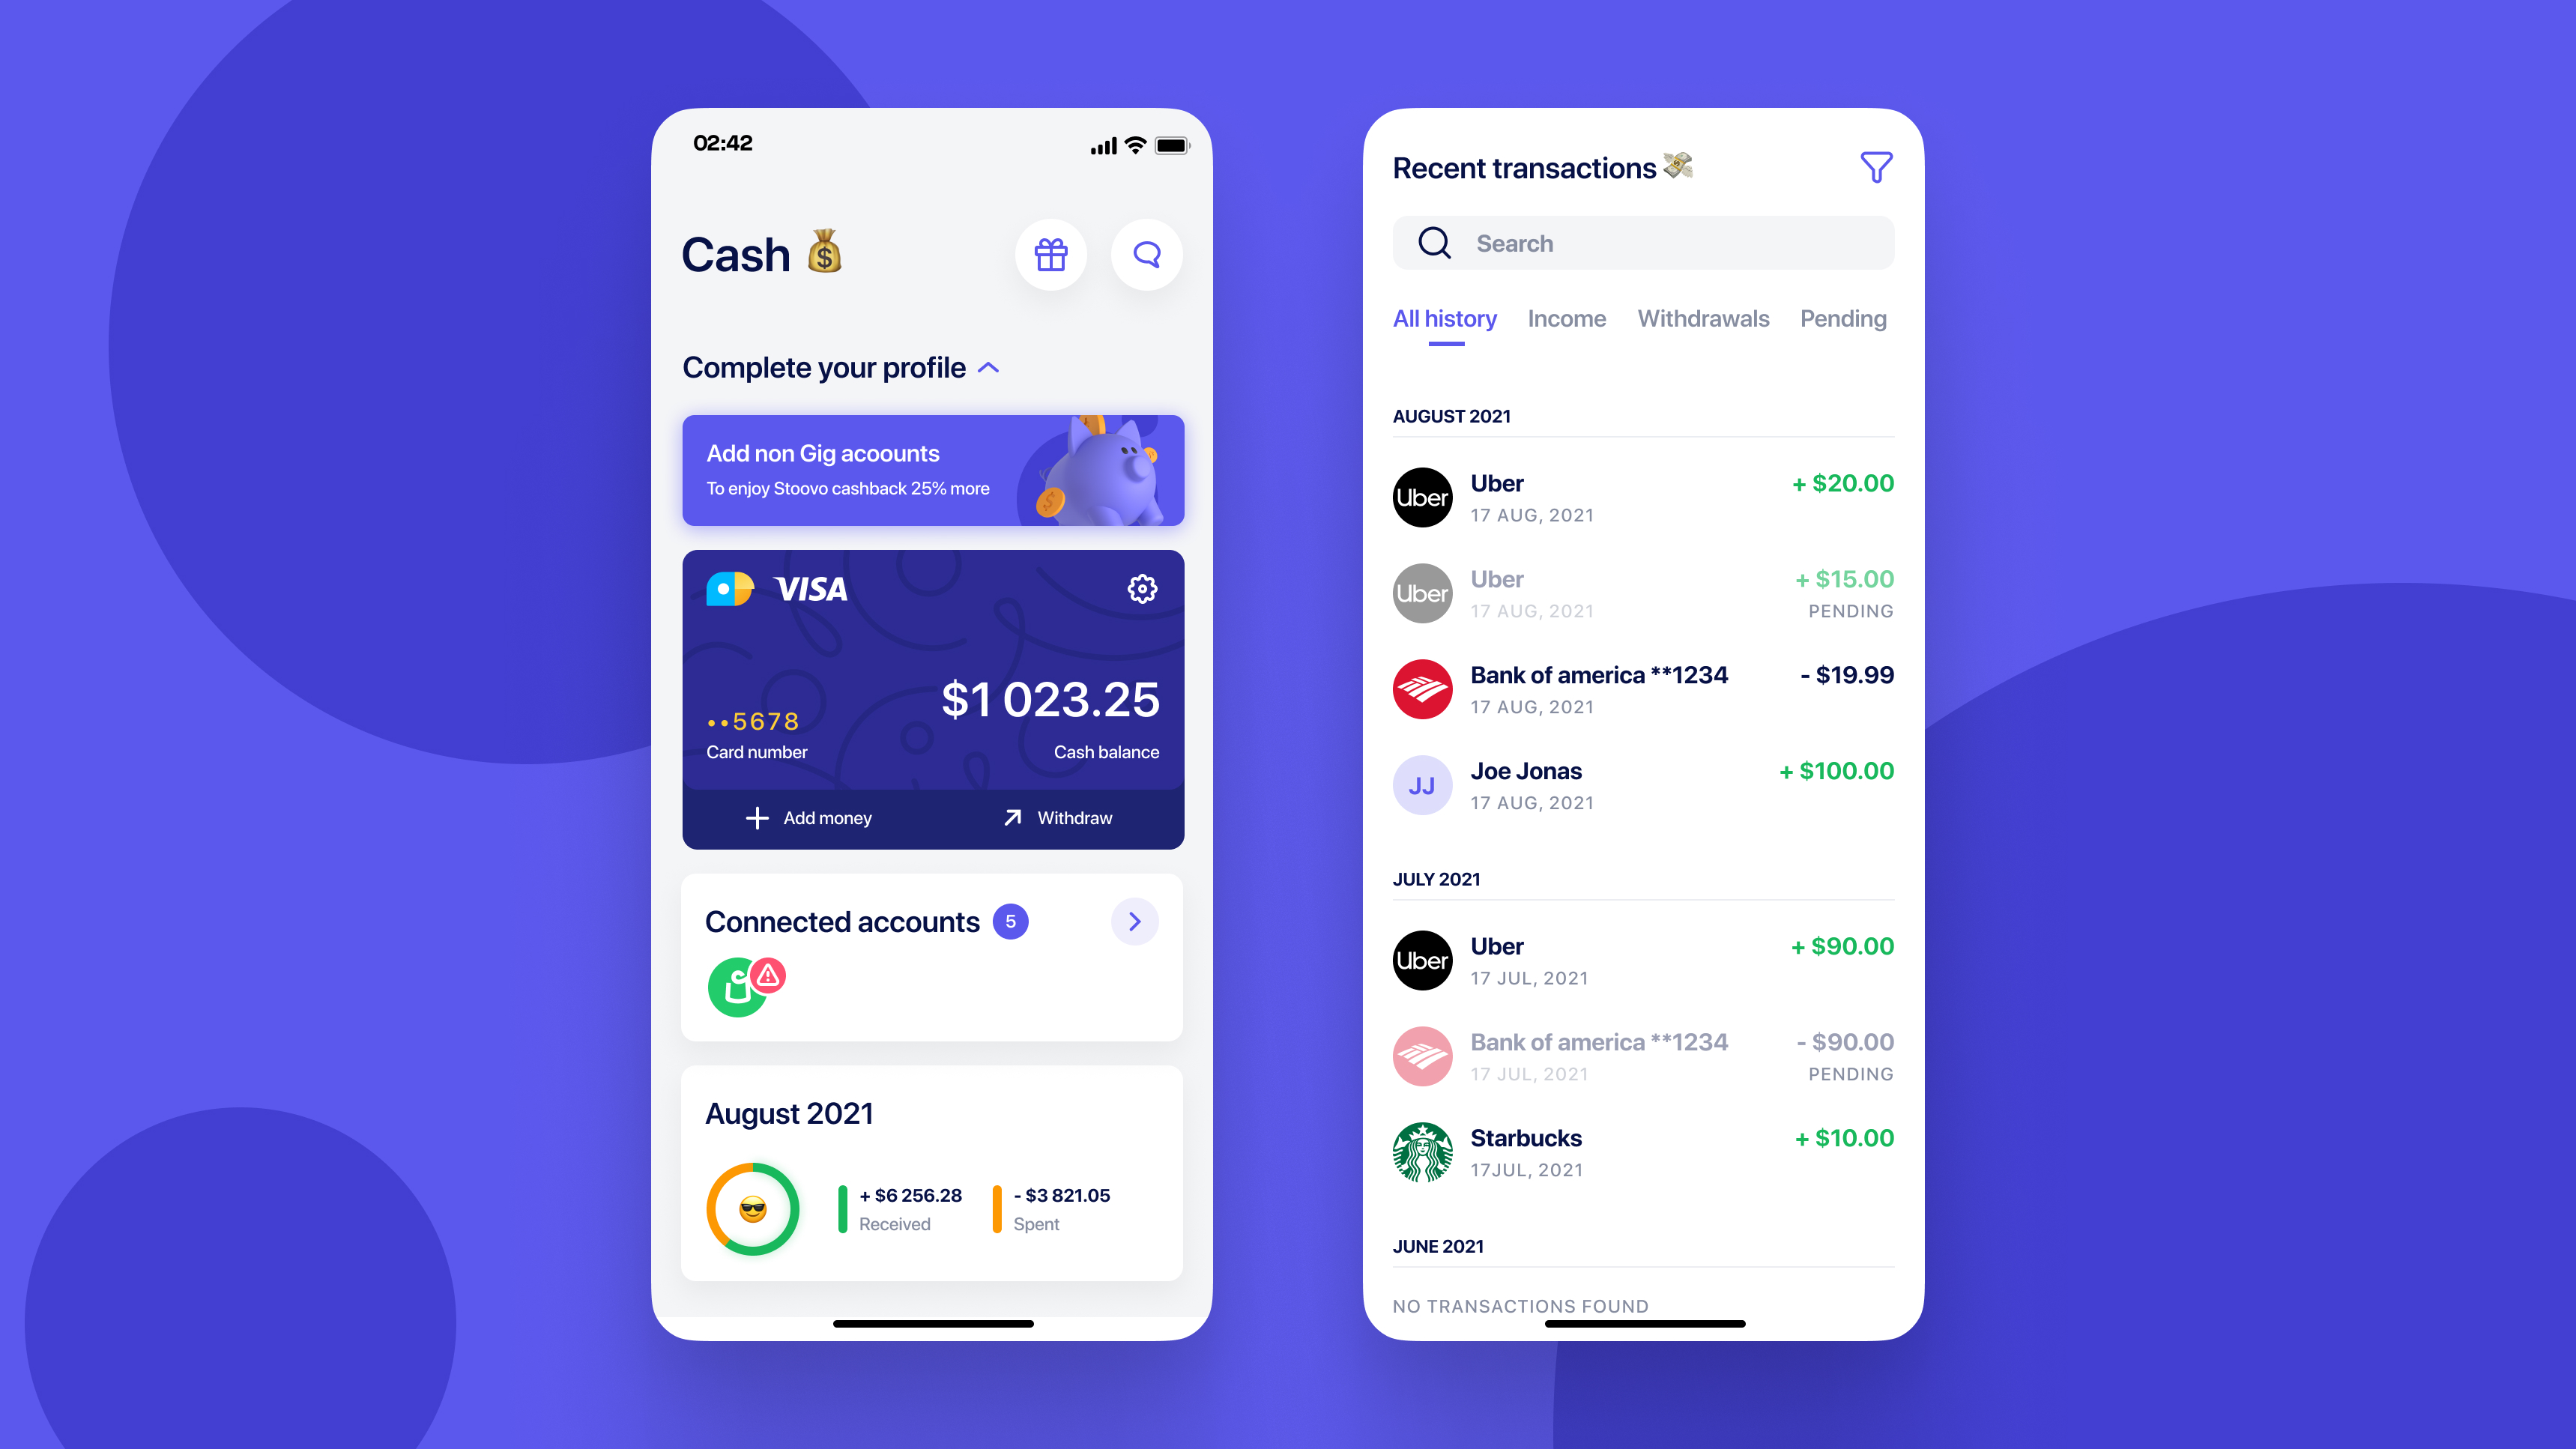 02:42
Cash
Complete your profile
Add non Gig acoounts
To enjoy Stoovo cashback 25% more
VISA
$1 023.25
••5678
Card number
Cash balance
Add money
Withdraw
Connected accounts
5
August 2021
+ $6 256.28
Received
- $3 821.05
Spent
Recent transactions
Search
All history Income Withdrawals Pending
AUGUST 2021
Uber
Uber
+ $20.00
17 AUG, 2021
Uber
Uber
+ $15.00
17 AUG, 2021
PENDING
Bank of america **1234
- $19.99
17 AUG, 2021
JJ
Joe Jonas
+ $100.00
17 AUG, 2021
JULY 2021
Uber
Uber
+ $90.00
17 JUL, 2021
Bank of america **1234
- $90.00
17 JUL, 2021
PENDING
Starbucks
+ $10.00
17JUL, 2021
JUNE 2021
NO TRANSACTIONS FOUND